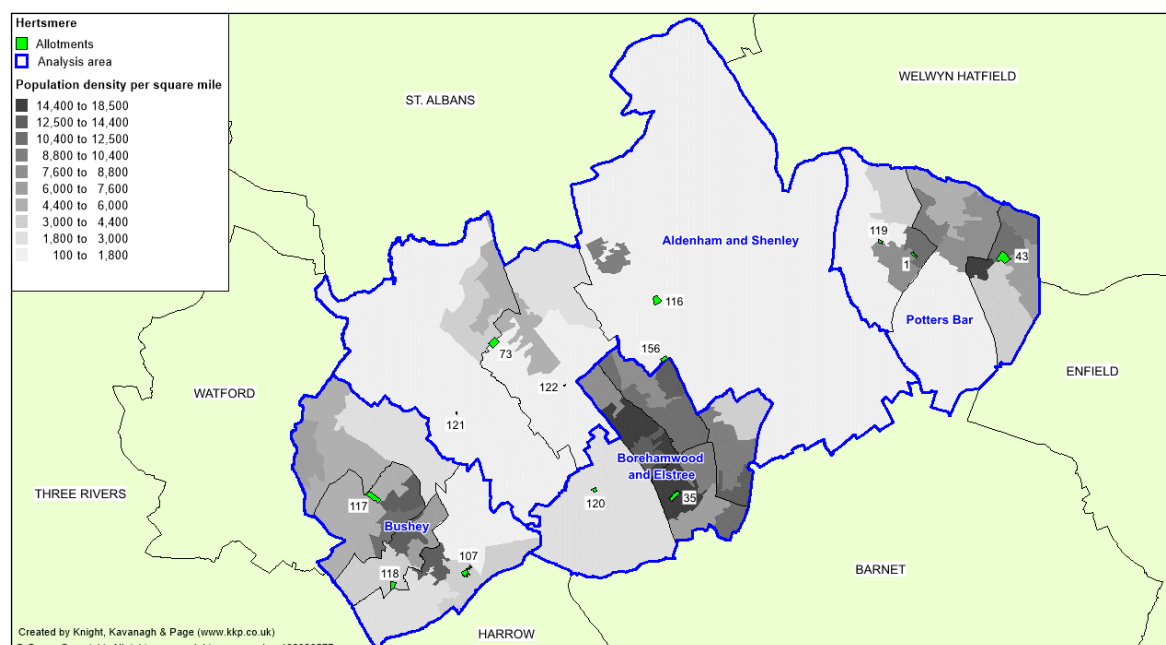 Hertsmere
Allotments
Analysis area
Population density per square mile
14,400 to 18,500
12,500 to 14,400
10,400 to 12,500
8,800 to 10,400
7,600 to 8,800
6,000 to 7,600
4,400 to 6,000
3,000 to 4,400
1,800 to 3,000
100 to 1,800
WELWYN HATFIELD
ST. ALBANS
119
Aldenham and Shenley
1
43
116
Potters Bar
156
73
ENFIELD
122
WATFORD
121
Borehamwood
and Elstree
THREE RIVERS
35
120
117
Bushey
107
BARNET
118
Created by Knight, Kavanagh & Page (www.kkp.co.uk)
HARROW